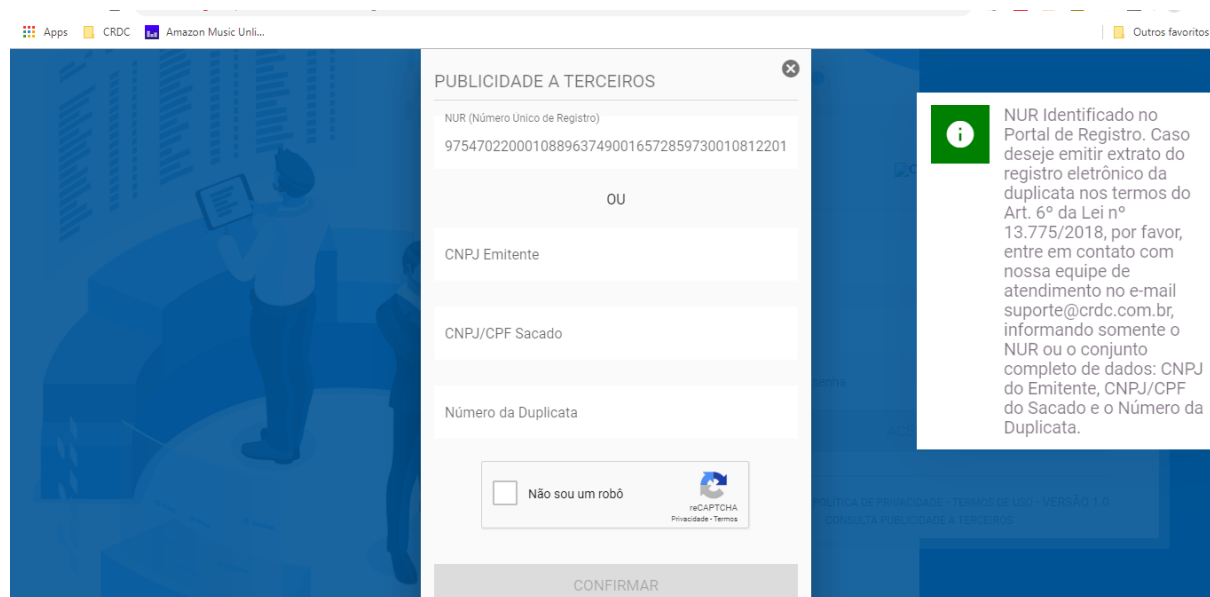 Apps CRDC Amazon Music Unli... Outros favoritos
PUBLICIDADE A TERCEIROS
NUR (Número Unico de Registro)
9754702200010889637490016572859730010812201
OU
CNPJ Emitente
CNPJ/CPF Sacado
Número da Duplicata
Não sou um robô
reCAPTCHA
Privacidade - Termos
CONFIRMAR
NUR Identificado no
Portal de Registro. Caso
deseje emitir extrato do
registro eletrônico da
duplicata nos termos do
Art. 6º da Lei nº
13.775/2018, por favor,
entre em contato com
nossa equipe de
atendimento no e-mail
suporte@crdc.com.br,
informando somente o
NUR ou o conjunto
completo de dados: CNPJ
do Emitente, CNPJ/CPF
do Sacado e o Número da
Duplicata.
POLÍTICA DE PRIVACIDADE - TERMOS DE USO - VERSÃO 1.0
CONSULTA PUBLICIDADE A TERCEIROS